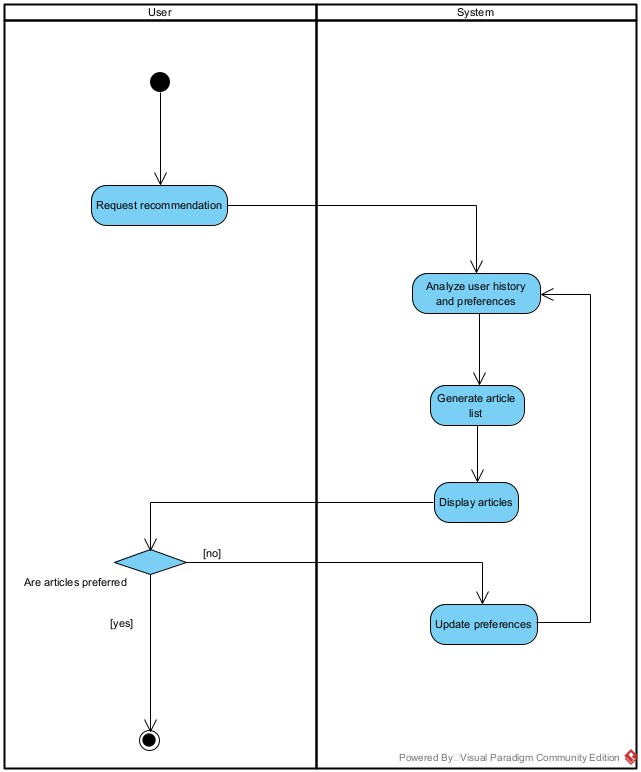 User
System
Request recommendation
Analyze user history
and preferences
Generate article
list
Display articles
[no]
Are articles preferred
[yes]
Update preferences
Powered By Visual Paradigm Community Edition